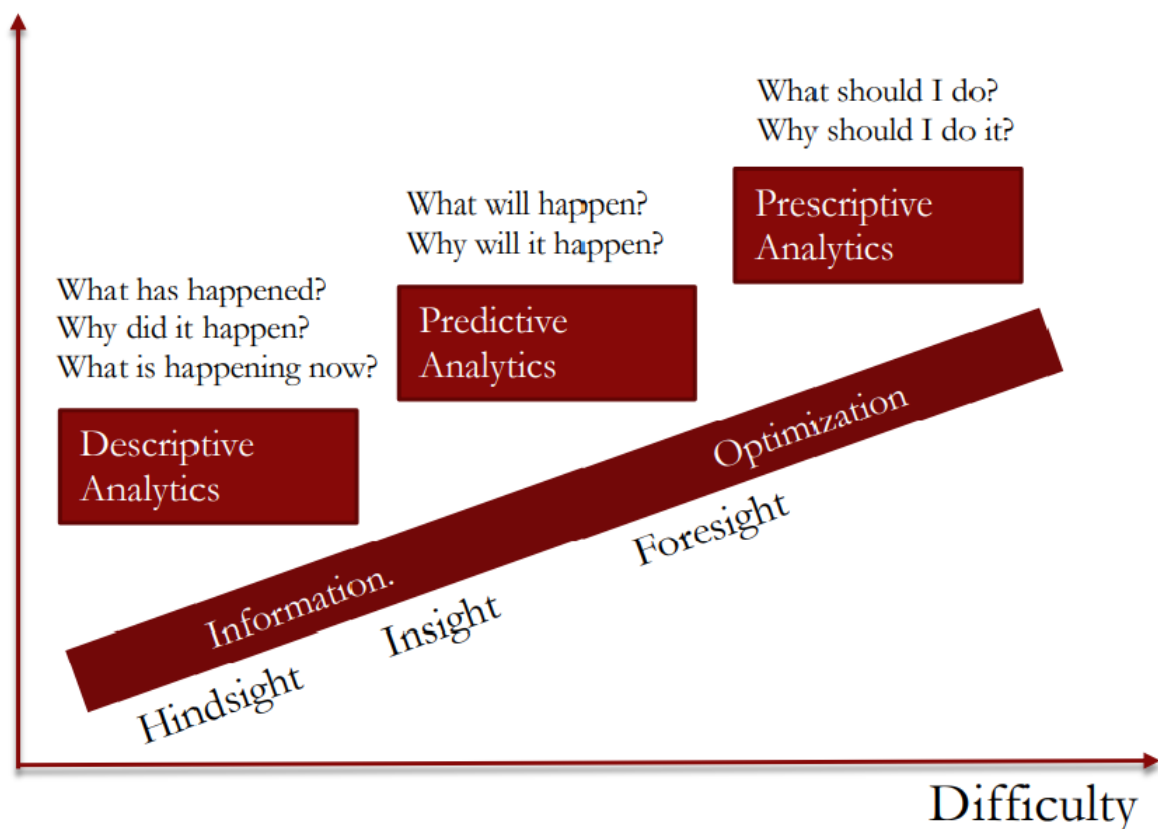 What should I do?
Why should I do it?
Prescriptive
Analytics
What will happen?
Why will it happen?
Predictive
Analytics
What has happened?
Why did it happen?
What is happening now?
Descriptive
Analytics
Optimization
Information.
Foresight
Insight
Hindsight
Difficulty